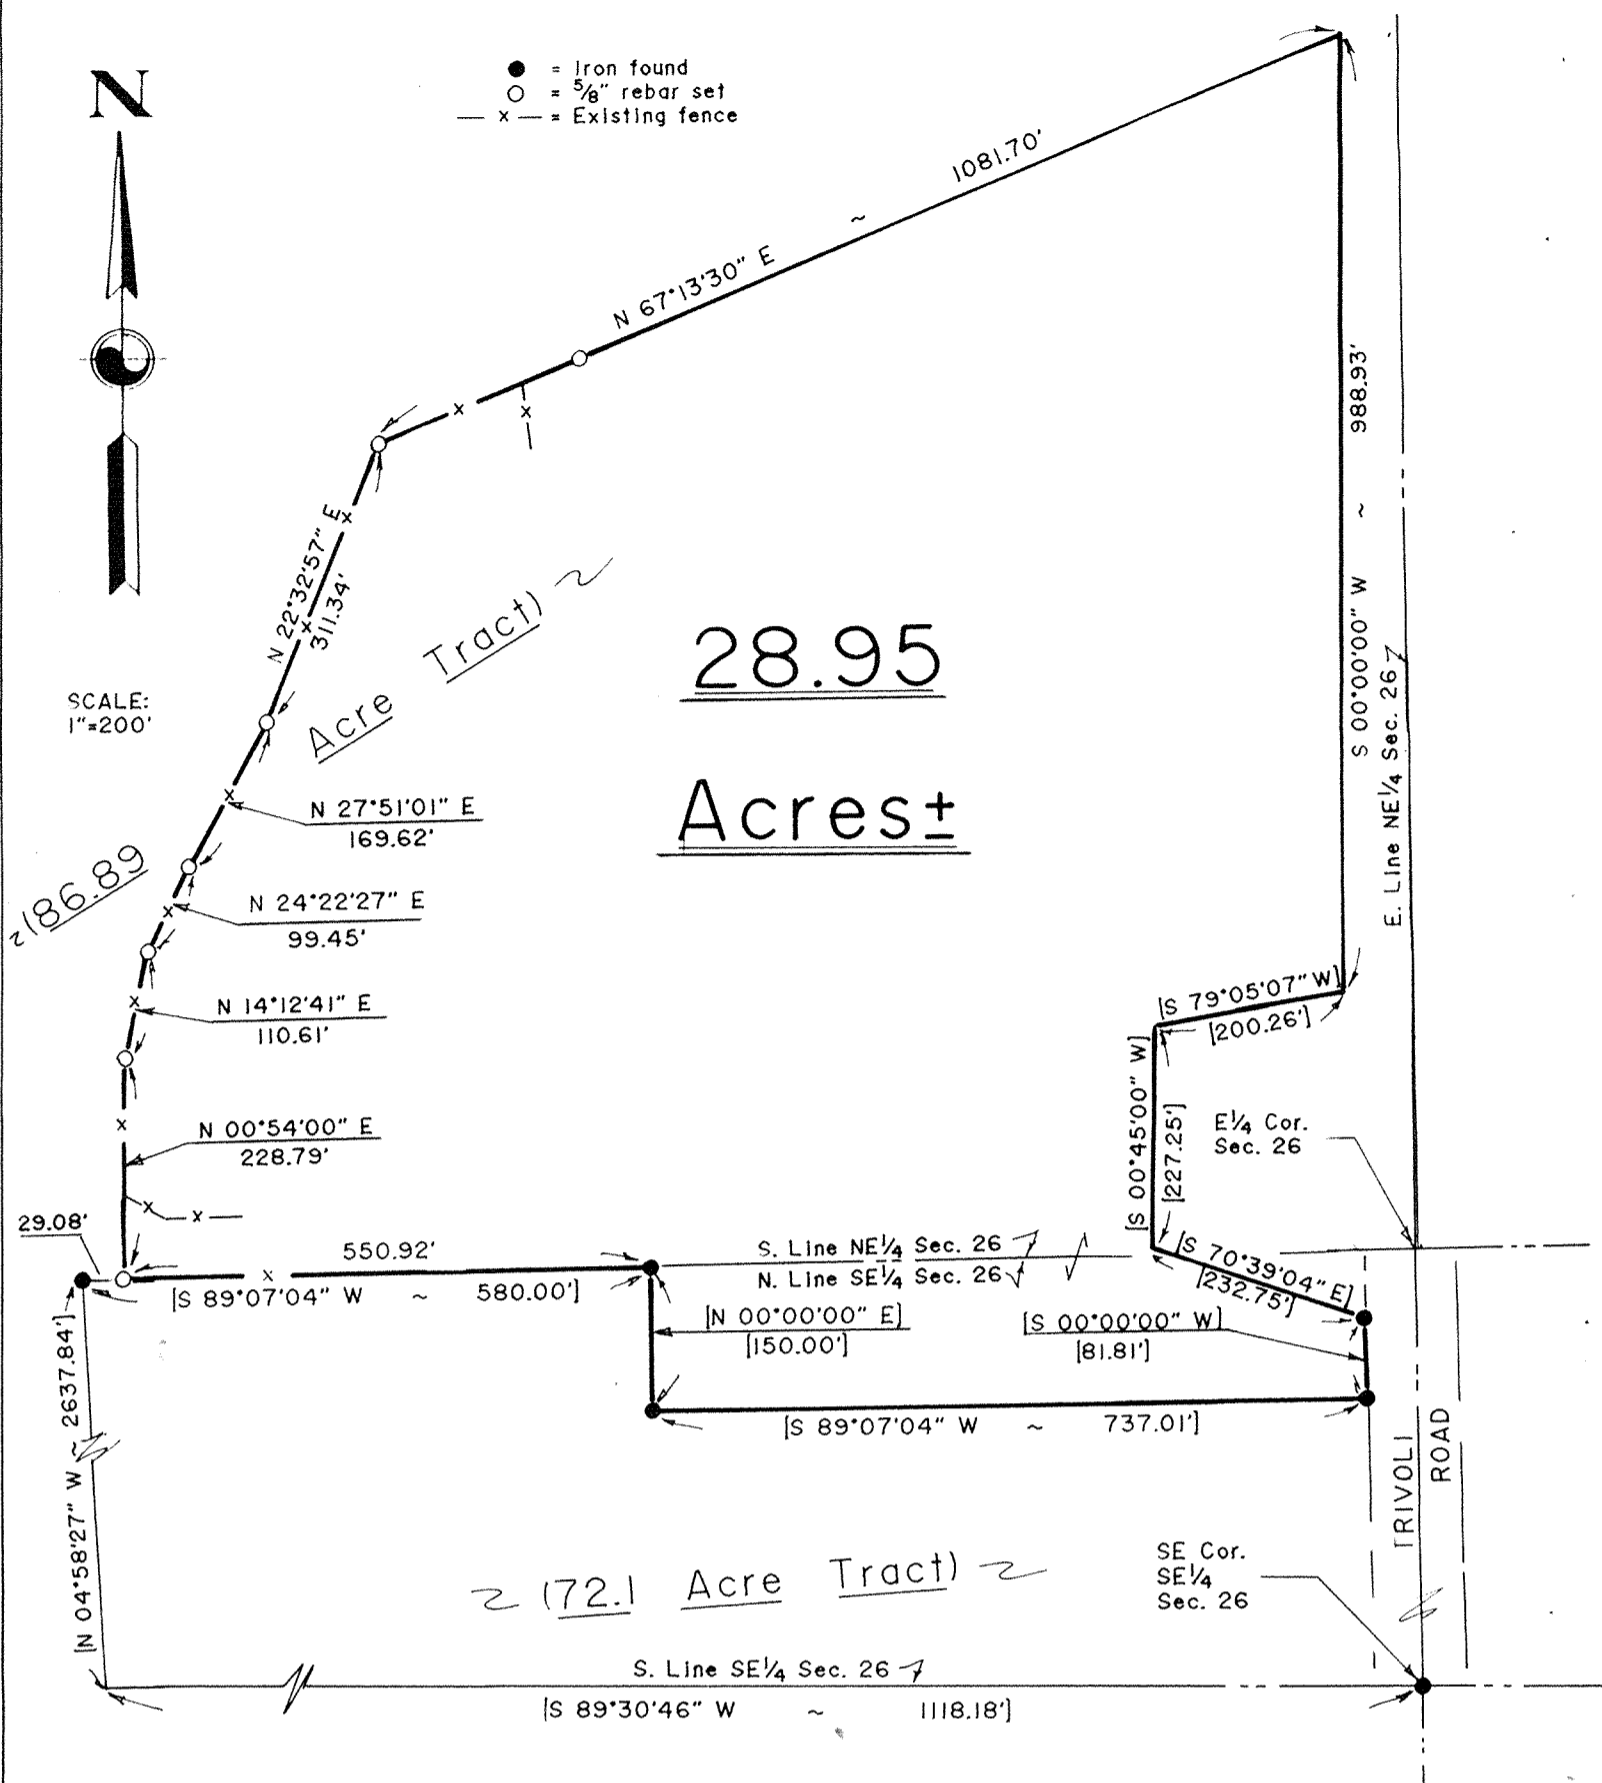 N
= Iron found
= 5/8" rebar set
— x — = Existing fence
1081.70'
~
N 67°13'30" E
988.93'
~
S 00°00'00" W
E. Line NE1/4 Sec. 26
x
x
x
N 22°32'57" E
311.34'
x
SCALE:
1"=200'
~(86.89 Acre Tract) ~
28.95
Acres±
x
N 27°51'01" E
169.62'
x
N 24°22'27" E
99.45'
x
N 14°12'41" E
110.61'
x
N 00°54'00" E
228.79'
x
x
29.08'
550.92'
x
[S 89°07'04" W ~ 580.00']
[S 79°05'07" W]
[200.26']
[S 00°45'00" W]
[227.25']
E1/4 Cor.
Sec. 26
S. Line NE1/4 Sec. 26
N. Line SE1/4 Sec. 26
[S 70°39'04" E]
[232.75']
[N 00°00'00" E]
[150.00']
[S 00°00'00" W]
[81.81']
[S 89°07'04" W ~ 737.01']
[N 04°58'27" W ~ 2637.84']
TRIVOLI
ROAD
~ (72.1 Acre Tract) ~
SE Cor.
SE1/4
Sec. 26
S. Line SE1/4 Sec. 26
[S 89°30'46" W ~ 1118.18']